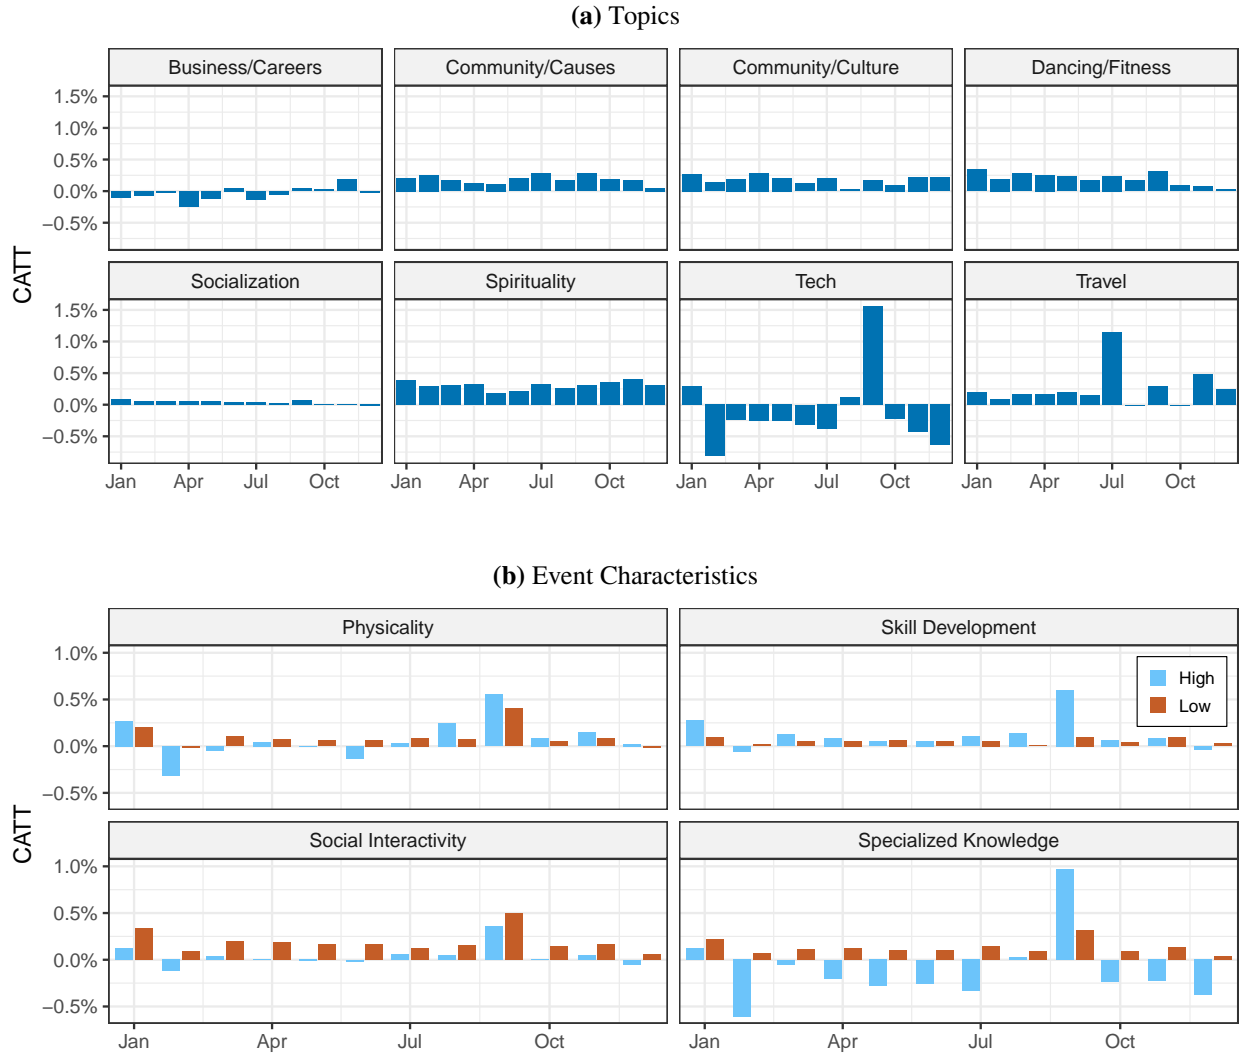 (a) Topics
Business/Careers
Community/Causes
Community/Culture
Dancing/Fitness
1.5%
1.0%
0.5%
0.0%
−0.5%
CATT
Socialization
Spirituality
Tech
Travel
1.5%
1.0%
0.5%
0.0%
−0.5%
Jan Apr Jul Oct
Jan Apr Jul Oct
Jan Apr Jul Oct
Jan Apr Jul Oct
(b) Event Characteristics
Physicality
Skill Development
1.0%
0.5%
0.0%
−0.5%
High
Low
CATT
Social Interactivity
Specialized Knowledge
1.0%
0.5%
0.0%
−0.5%
Jan Apr Jul Oct
Jan Apr Jul Oct